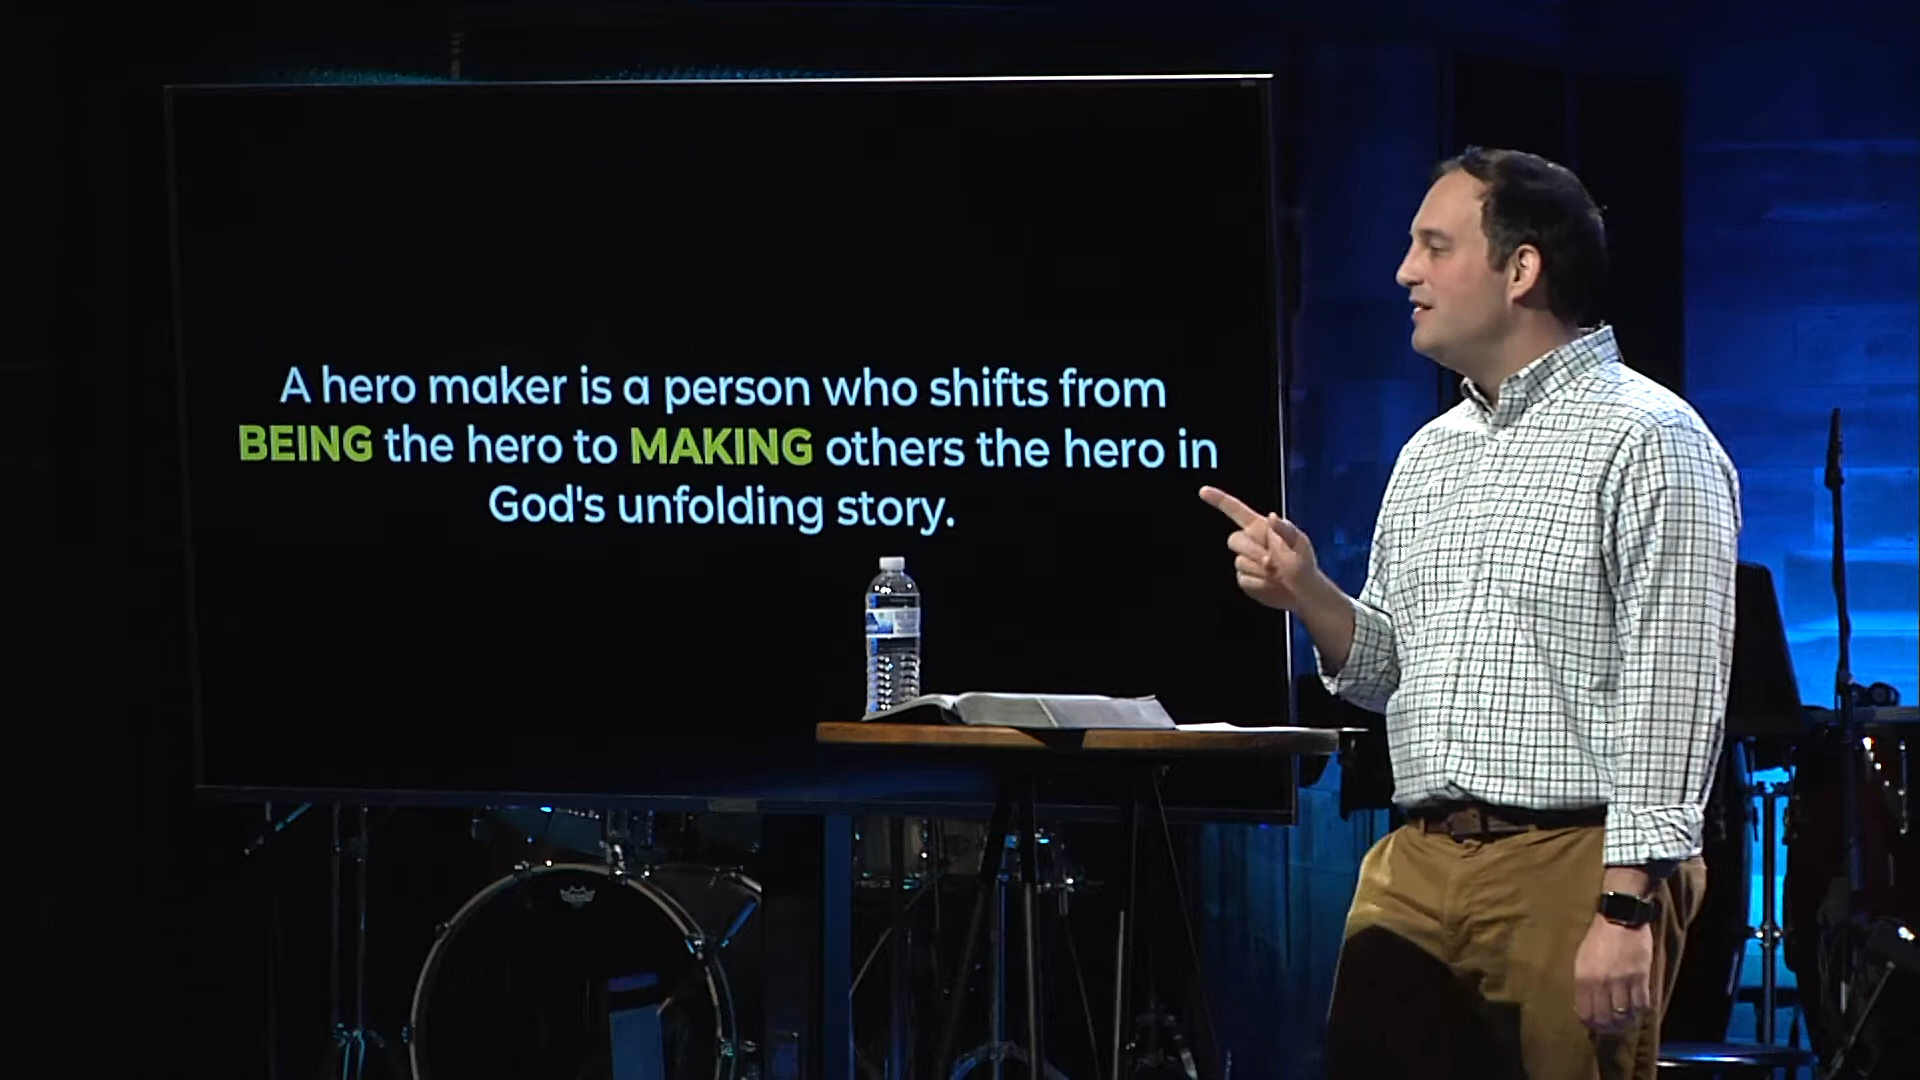 A hero maker is a person who shifts from
BEING the hero to MAKING others the hero in
God's unfolding story.